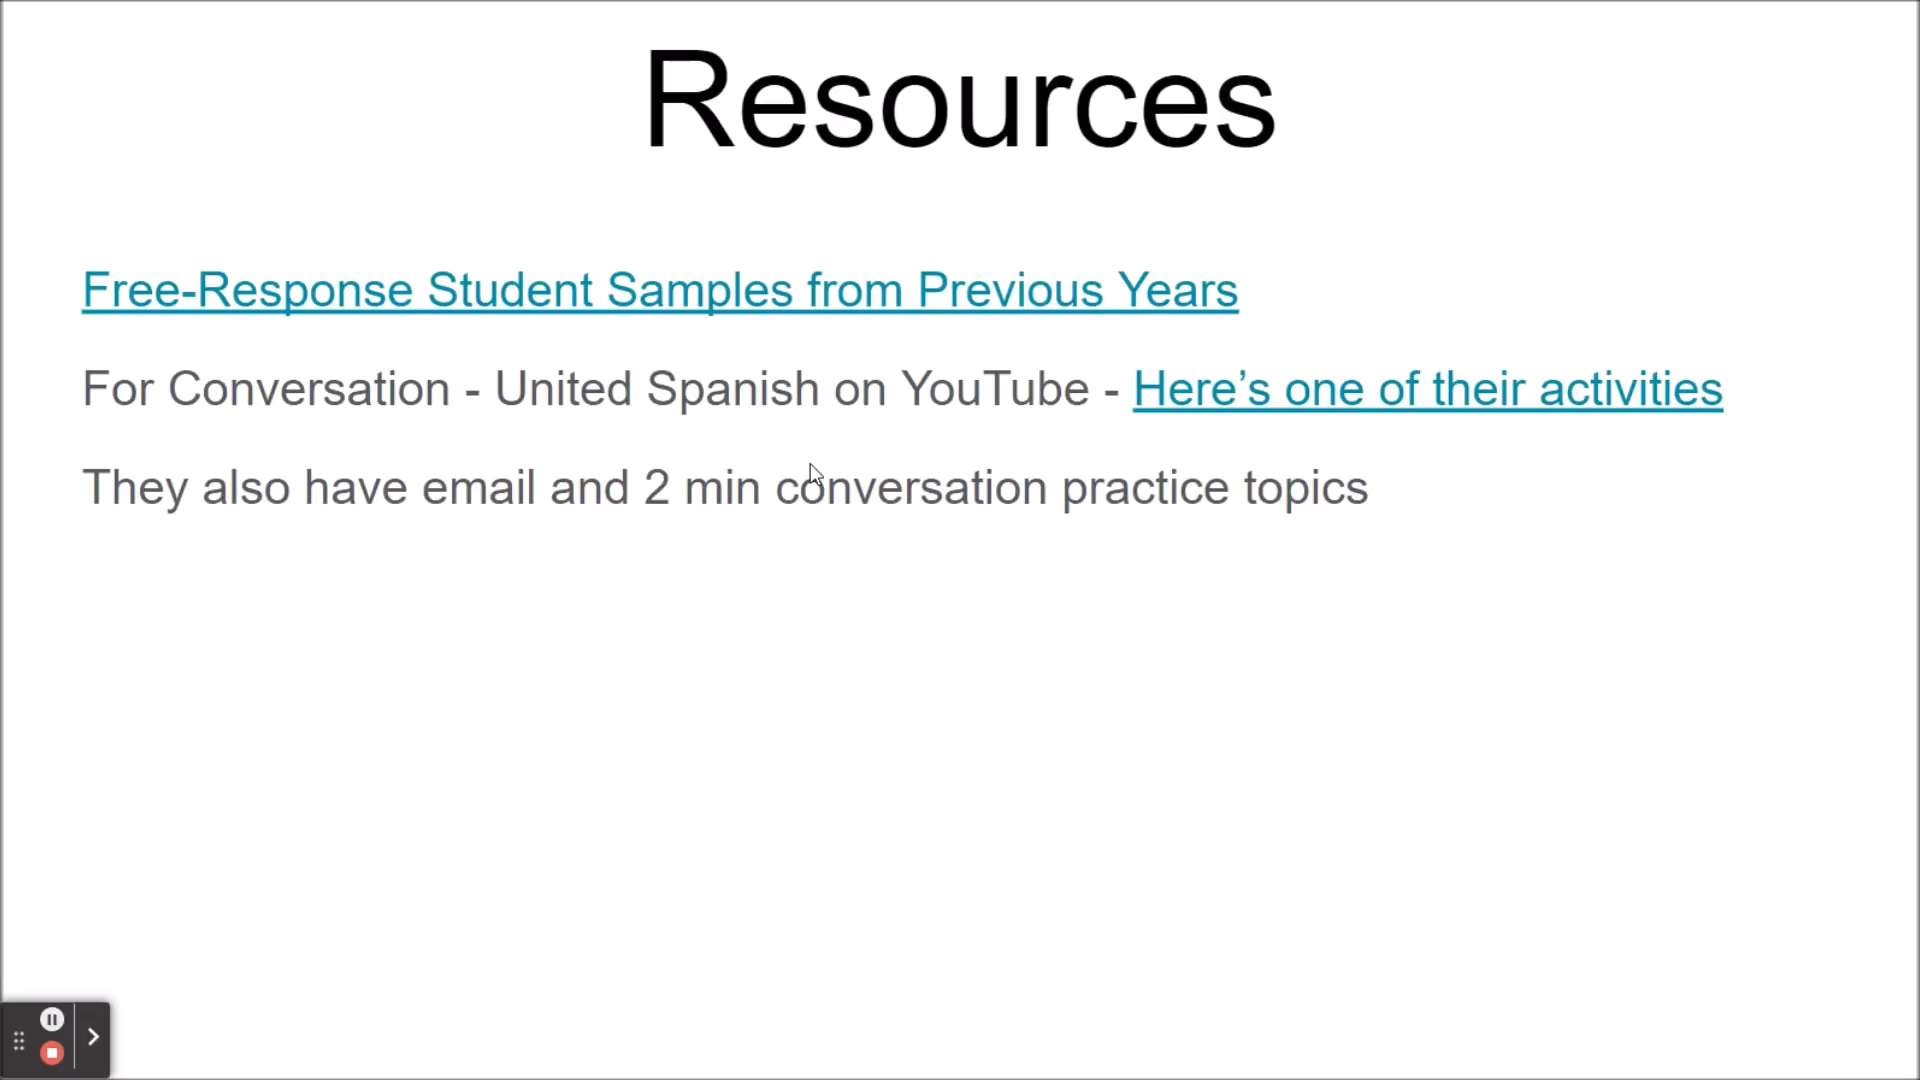 Resources
Free-Response Student Samples from Previous Years
For Conversation - United Spanish on YouTube - Here’s one of their activities
They also have email and 2 min conversation practice topics